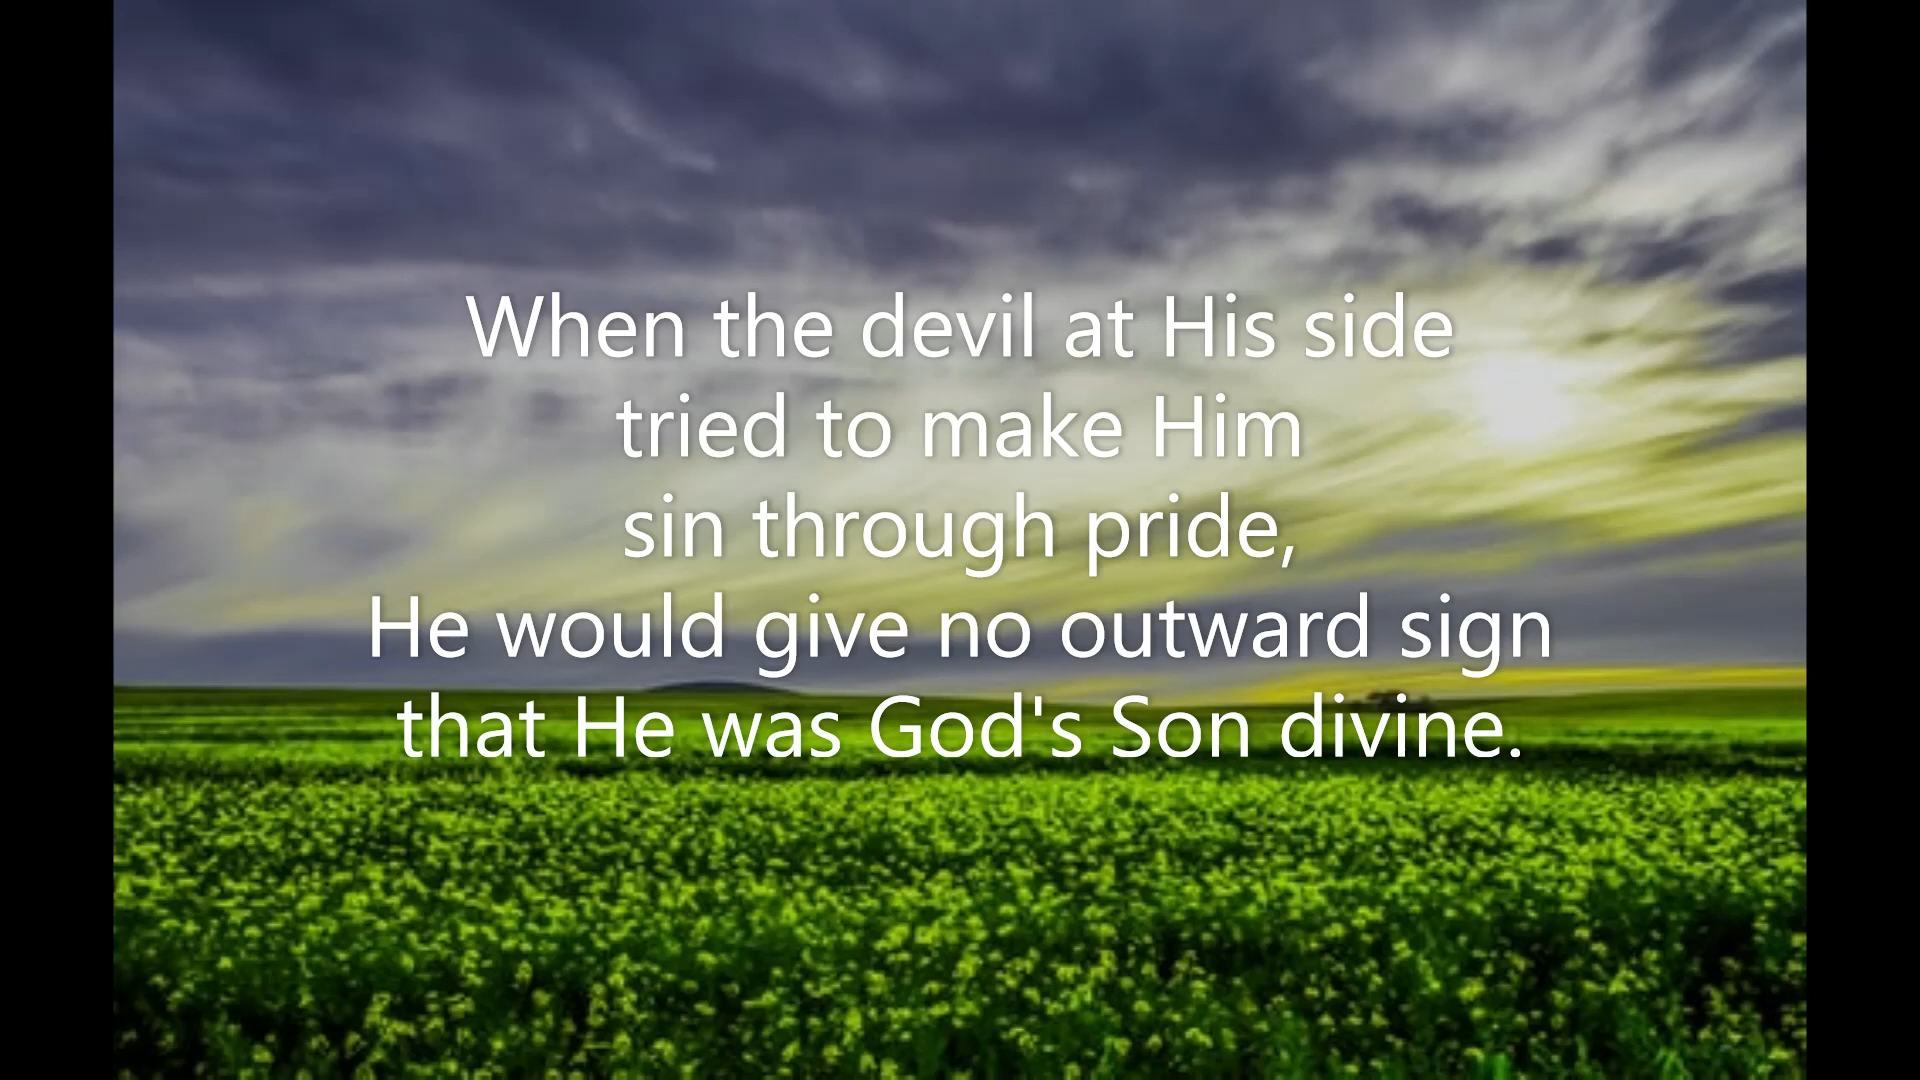 When the devil at His side
tried to make Him
sin through pride,
He would give no outward sign
that He was God's Son divine.